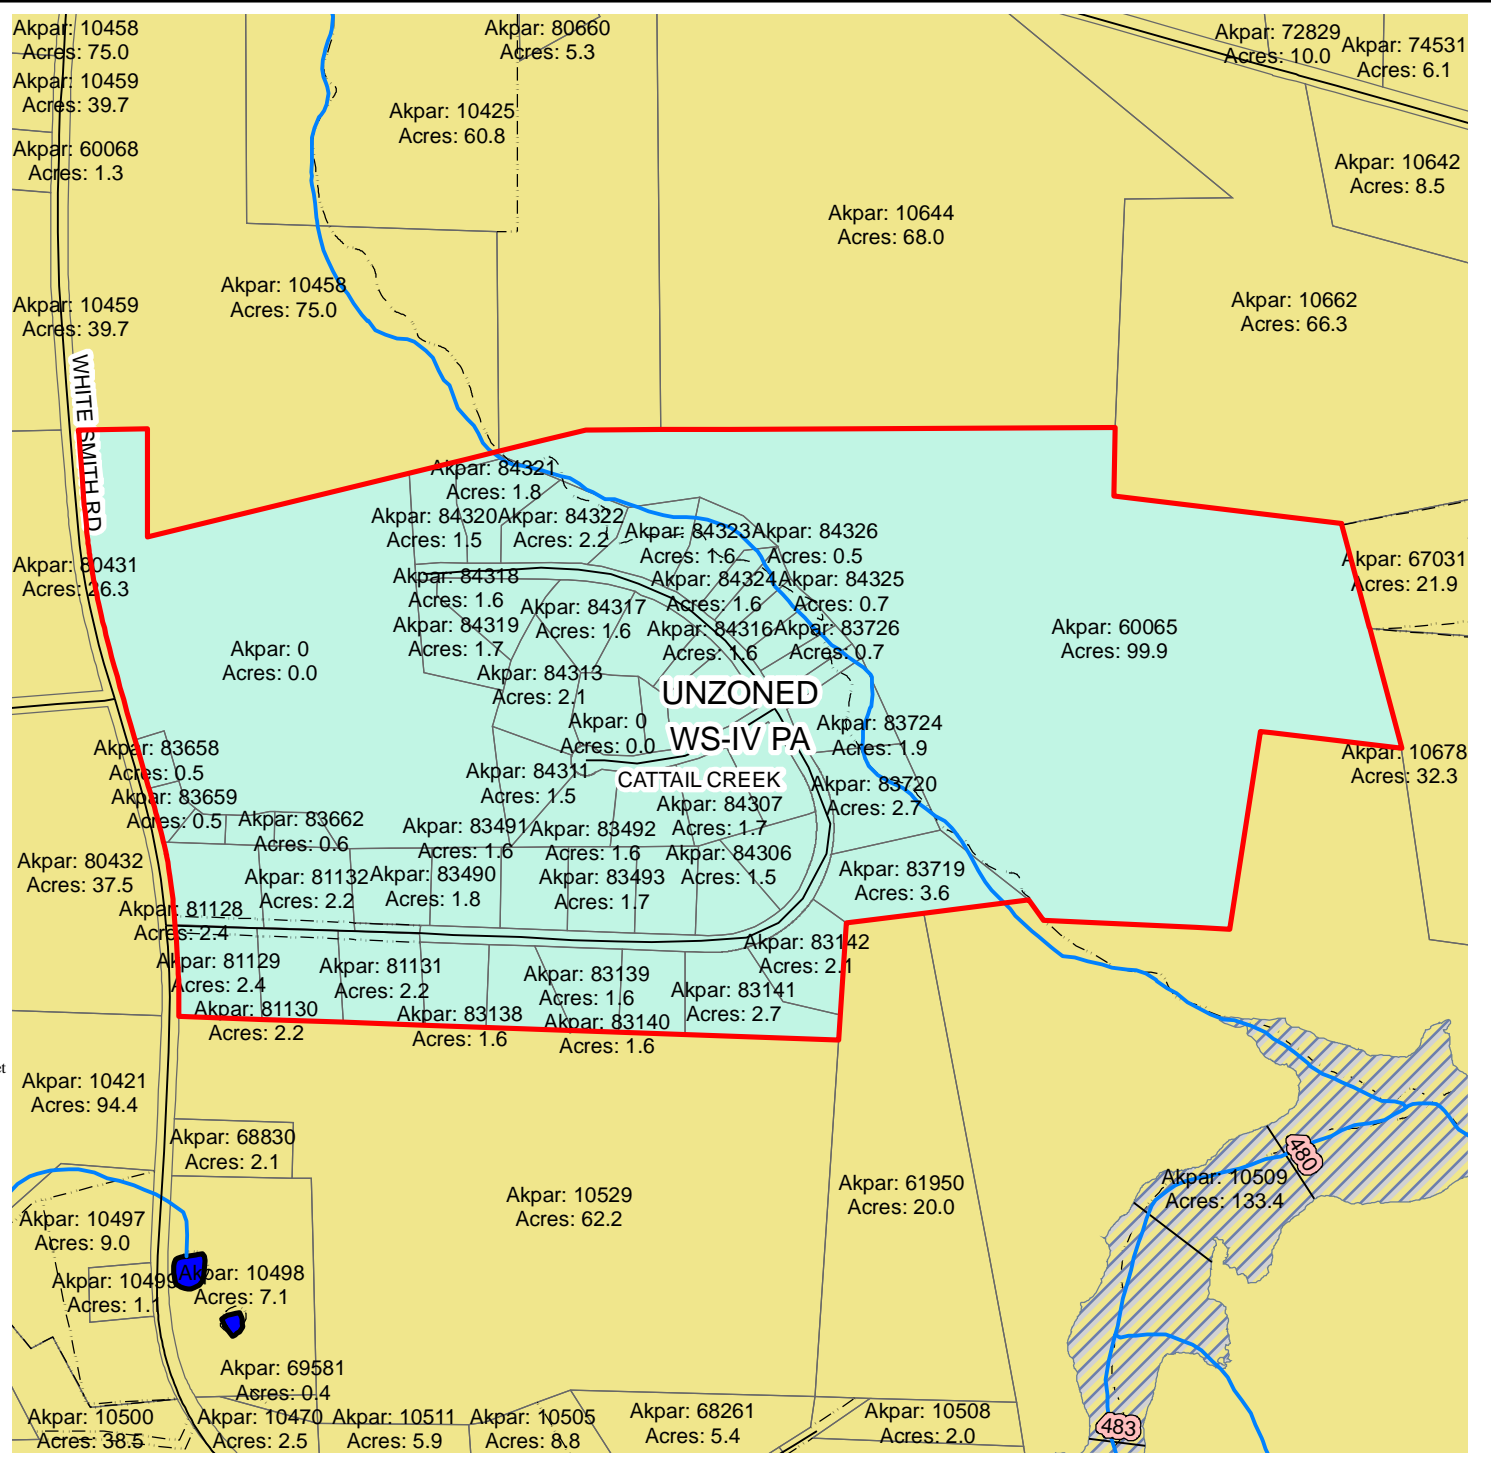 Akpar: 10458
Acres: 75.0
Akpar: 80660
Acres: 5.3
Akpar: 72829
Acres: 10.0
Akpar: 74531
Acres: 6.1
Akpar: 10459
Acres: 39.7
Akpar: 10425
Acres: 60.8
Akpar: 60068
Acres: 1.3
Akpar: 10642
Acres: 8.5
Akpar: 10644
Acres: 68.0
Akpar: 10458
Acres: 75.0
Akpar: 10459
Acres: 39.7
Akpar: 10662
Acres: 66.3
WHITE SMITH RD
Akpar: 84321
Acres: 1.8
Akpar: 84320
Acres: 1.5
Akpar: 84322
Acres: 2.2
Akpar: 84323
Acres: 1.6
Akpar: 84326
Acres: 0.5
Akpar: 80431
Acres: 26.3
Akpar: 67031
Acres: 21.9
Akpar: 84318
Acres: 1.6
Akpar: 84324
Acres: 1.6
Akpar: 84325
Acres: 0.7
Akpar: 84317
Acres: 1.6
Akpar: 84319
Acres: 1.7
Akpar: 84316
Acres: 1.6
Akpar: 83726
Acres: 0.7
Akpar: 60065
Acres: 99.9
Akpar: 0
Acres: 0.0
Akpar: 84313
Acres: 2.1
UNZONED
WS-IV PA
CATTAIL CREEK
Akpar: 0
Acres: 0.0
Akpar: 83724
Acres: 1.9
Akpar: 83658
Acres: 0.5
Akpar: 10678
Acres: 32.3
Akpar: 84311
Acres: 1.5
Akpar: 83720
Acres: 2.7
Akpar: 83659
Acres: 0.5
Akpar: 84307
Acres: 1.7
Akpar: 83662
Acres: 0.6
Akpar: 83491
Acres: 1.6
Akpar: 83492
Acres: 1.6
Akpar: 80432
Acres: 37.5
Akpar: 84306
Acres: 1.5
Akpar: 83719
Acres: 3.6
Akpar: 81132
Acres: 2.2
Akpar: 83490
Acres: 1.8
Akpar: 83493
Acres: 1.7
Akpar: 81128
Acres: 2.4
Akpar: 83142
Acres: 2.1
Akpar: 81129
Acres: 2.4
Akpar: 81131
Acres: 2.2
Akpar: 83139
Acres: 1.6
Akpar: 83141
Acres: 2.7
Akpar: 81130
Acres: 2.2
Akpar: 83138
Acres: 1.6
Akpar: 83140
Acres: 1.6
et
Akpar: 10421
Acres: 94.4
Akpar: 68830
Acres: 2.1
480
Akpar: 10509
Acres: 133.4
Akpar: 10529
Acres: 62.2
Akpar: 61950
Acres: 20.0
Akpar: 10497
Acres: 9.0
Akpar: 10499
Acres: 1.1
Akpar: 10498
Acres: 7.1
Akpar: 69581
Acres: 0.4
Akpar: 10500
Acres: 38.5
Akpar: 10470
Acres: 2.5
Akpar: 10511
Acres: 5.9
Akpar: 10505
Acres: 8.8
Akpar: 68261
Acres: 5.4
Akpar: 10508
Acres: 2.0
483